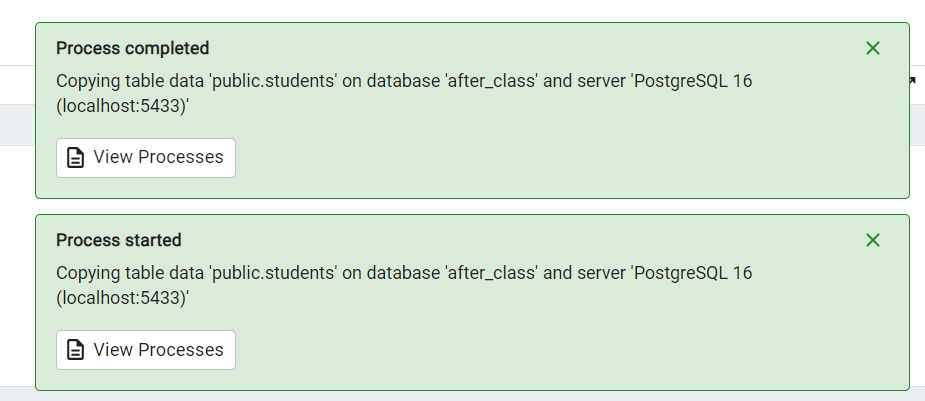 Process completed
Copying table data 'public.students' on database 'after_class' and server 'PostgreSQL 16
(localhost:5433)'
View Processes
Process started
Copying table data 'public.students' on database 'after_class' and server 'PostgreSQL 16
(localhost:5433)'
View Processes